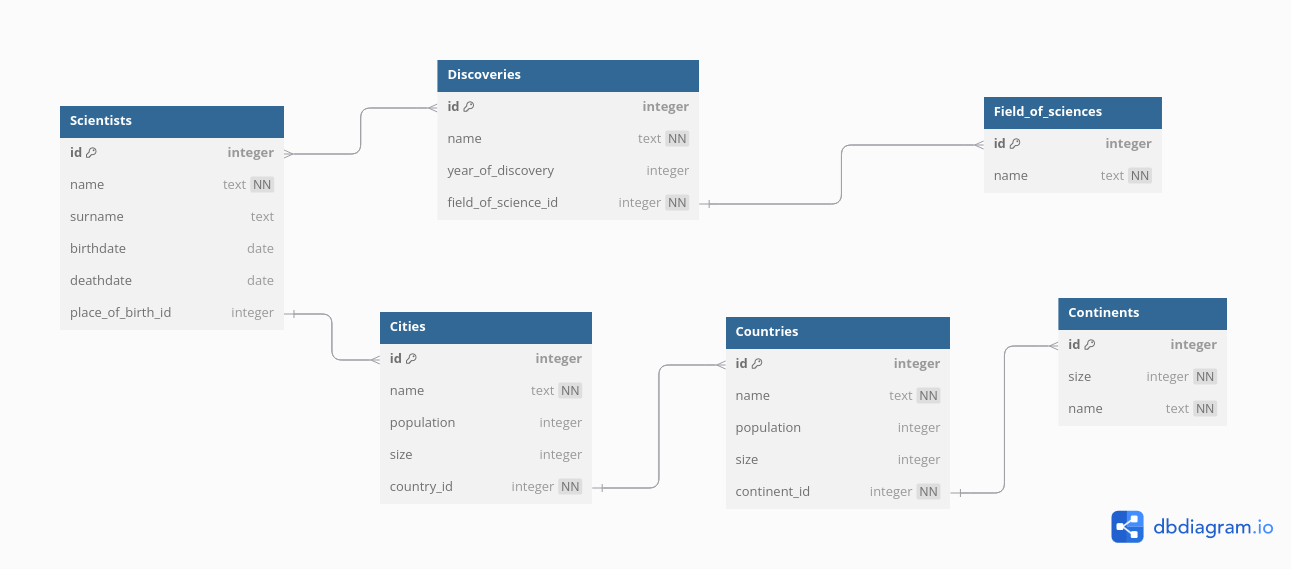 Scientists
id integer
name text NN
surname text
birthdate date
deathdate date
place_of_birth_id integer
Discoveries
id integer
name text NN
year_of_discovery integer
field_of_science_id integer NN
Field_of_sciences
id integer
name text NN
Cities
id integer
name text NN
population integer
size integer
country_id integer NN
Countries
id integer
name text NN
population integer
size integer
continent_id integer NN
Continents
id integer
size integer NN
name text NN
dbdiagram.io